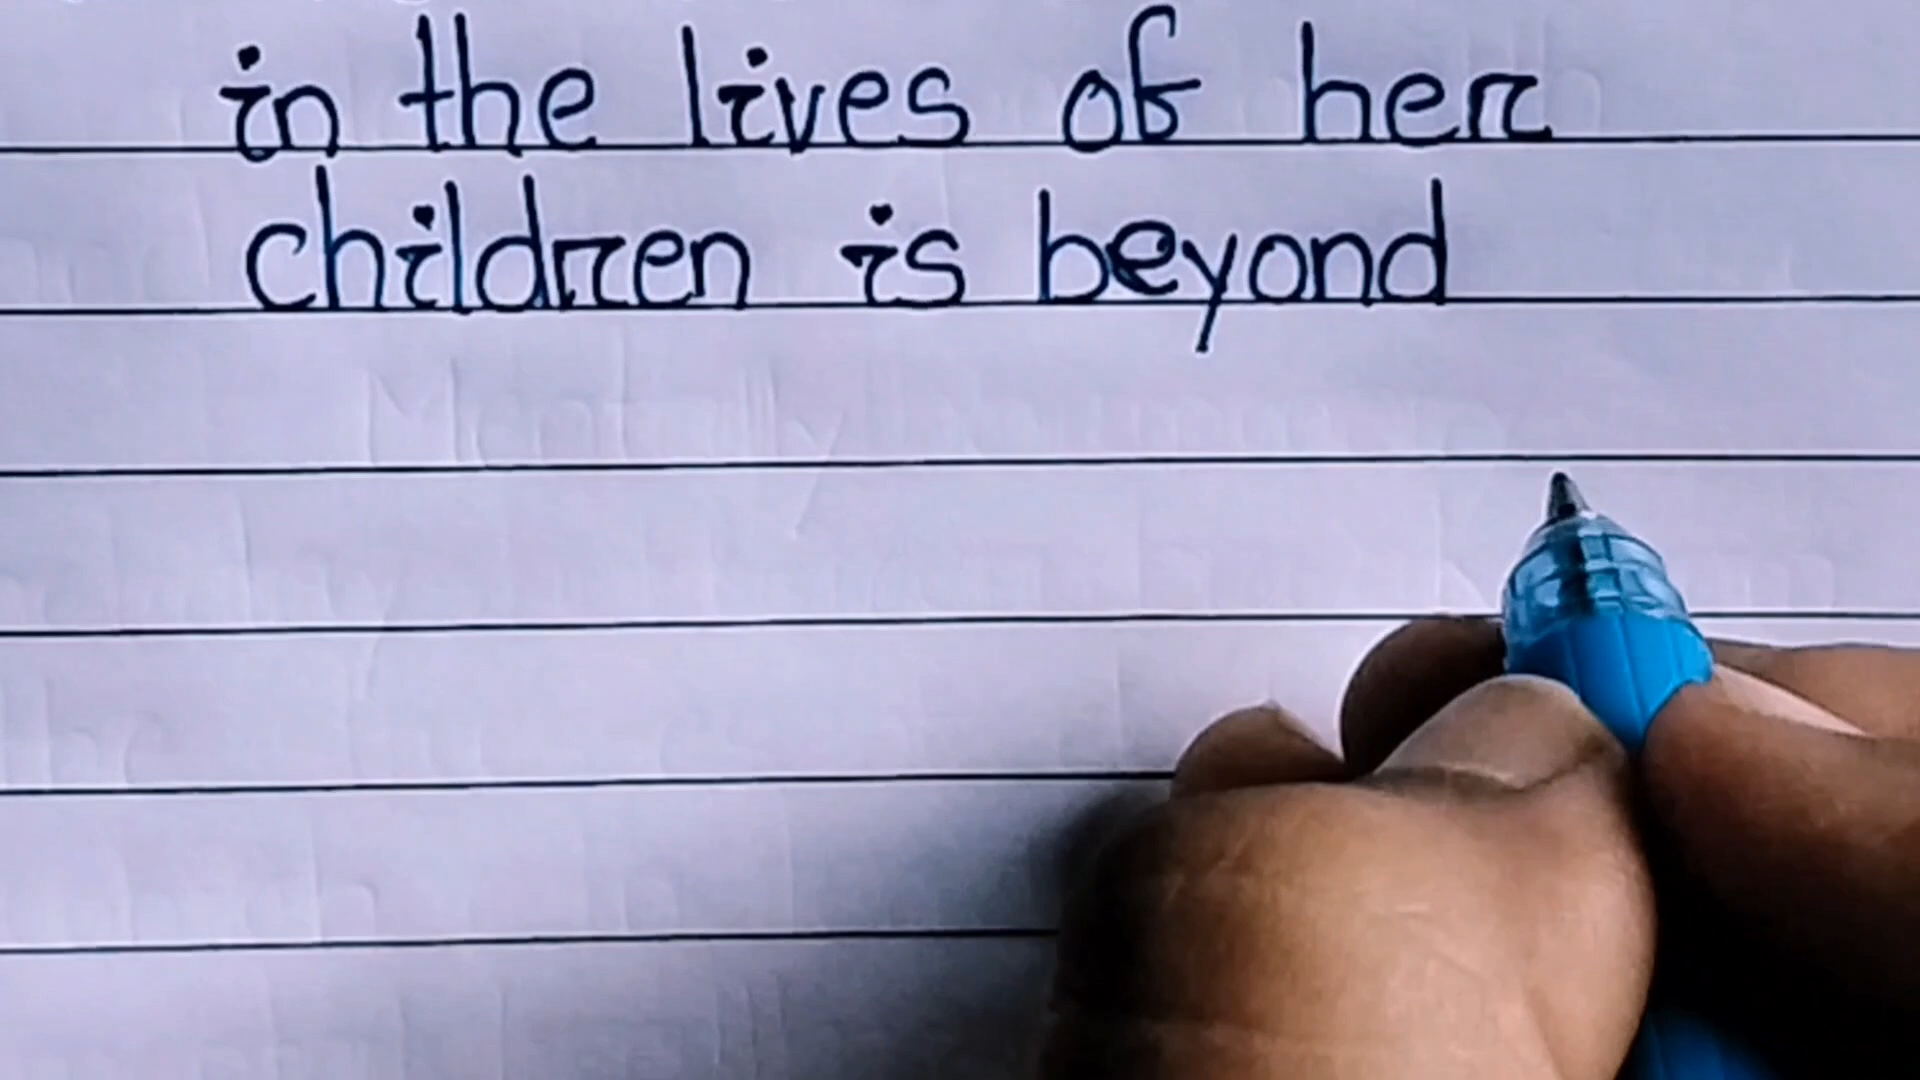 in the lives of her
children is beyond